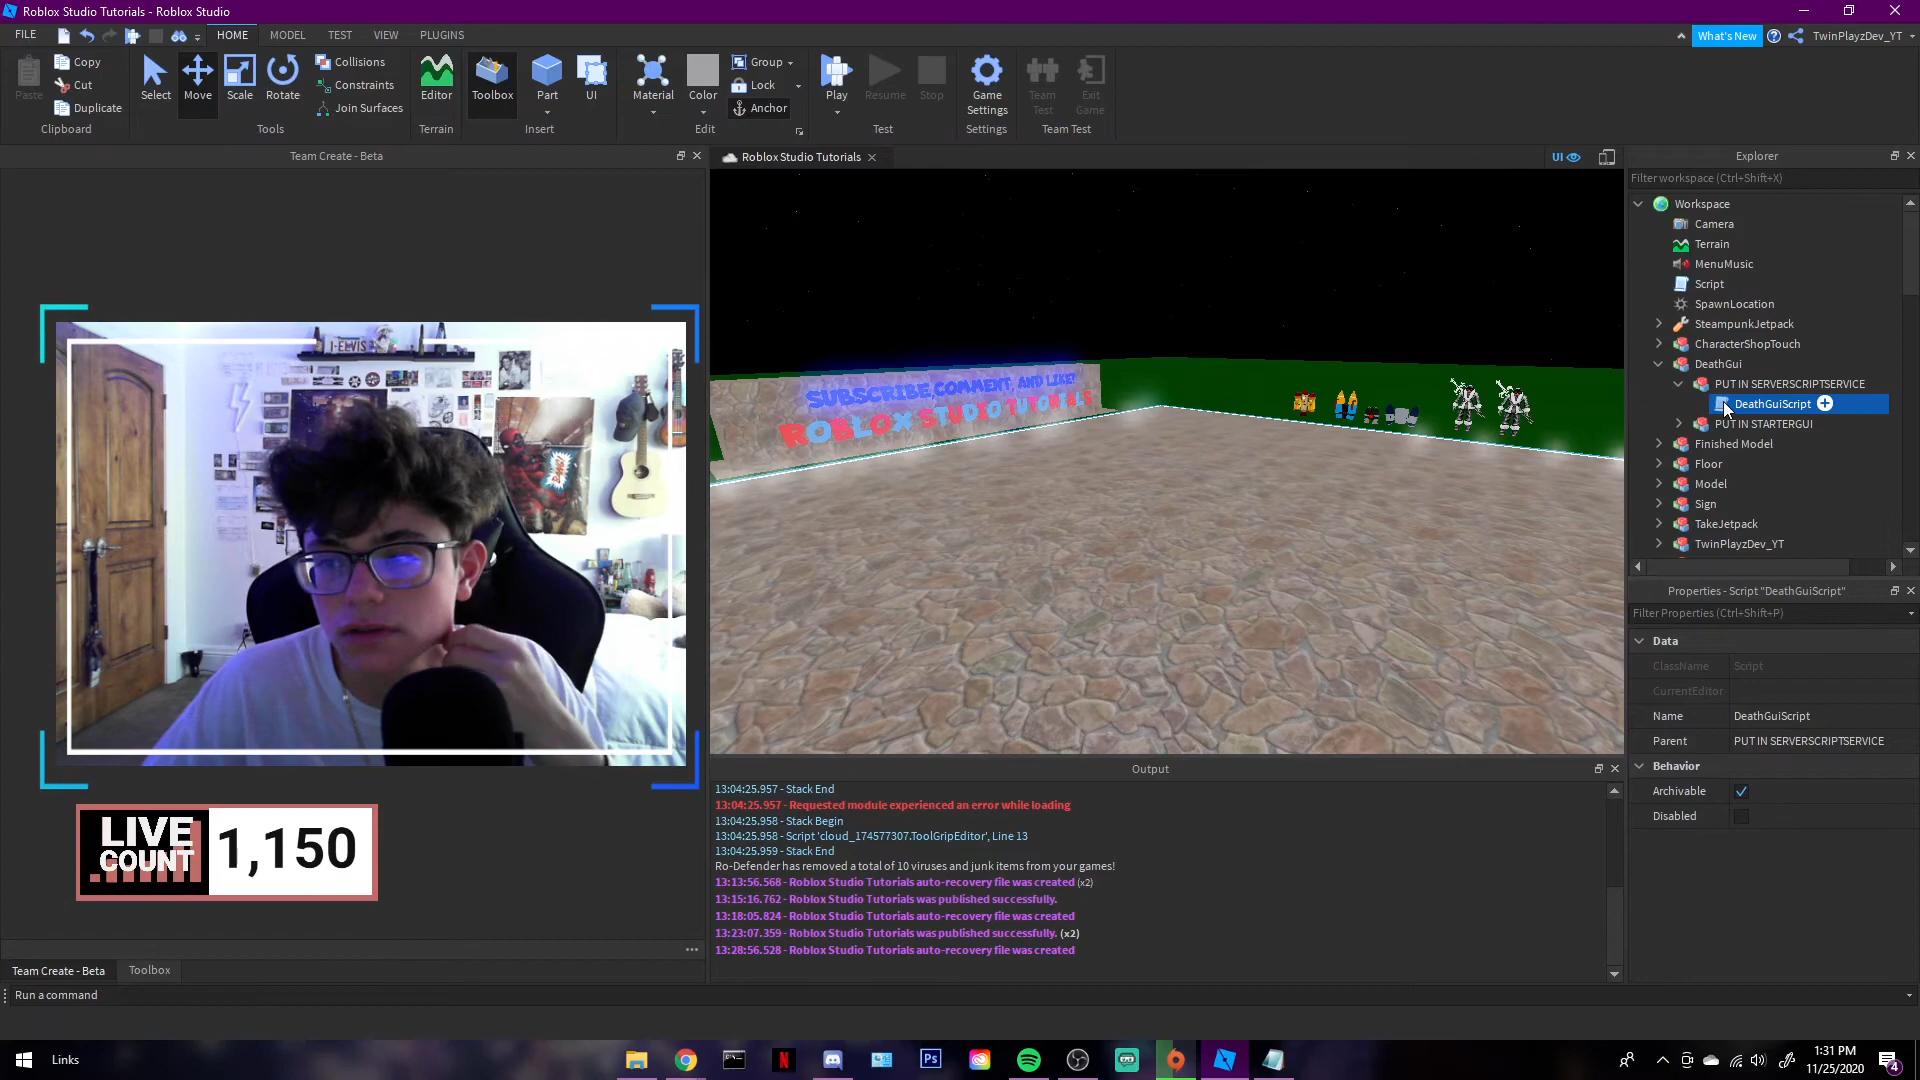 Roblox Studio Tutorials - Roblox Studio
FILE
HOME
MODEL
TEST
VIEW
PLUGINS
What's New
TwinPlayzDev_YT
Paste
Copy
Cut
Duplicate
Clipboard
Select
Move
Scale
Rotate
Collisions
Constraints
Join Surfaces
Tools
Editor
Terrain
Toolbox
Part
UI
Insert
Material
Color
Group
Lock
Anchor
Edit
Play
Resume
Stop
Test
Game
Settings
Settings
Team
Test
Exit
Game
Team Test
Team Create - Beta
Roblox Studio Tutorials
UI
Explorer
Filter workspace (Ctrl+Shift+X)
Workspace
Camera
Terrain
MenuMusic
Script
SpawnLocation
SteampunkJetpack
CharacterShopTouch
DeathGui
PUT IN SERVERSCRIPTSERVICE
DeathGuiScript
PUT IN STARTERGUI
Finished Model
Floor
Model
Sign
TakeJetpack
TwinPlayzDev_YT
SUBSCRIBE,COMMENT, AND LIKE!
ROBLOX STUDIO TUTORIALS
I-ELVIS
LIVE
COUNT
1,150
Properties - Script "DeathGuiScript"
Filter Properties (Ctrl+Shift+P)
Data
ClassName
Script
CurrentEditor
Name
DeathGuiScript
Parent
PUT IN SERVERSCRIPTSERVICE
Behavior
Archivable
Disabled
Output
13:04:25.957 - Stack End
13:04:25.957 - Requested module experienced an error while loading
13:04:25.958 - Stack Begin
13:04:25.958 - Script 'cloud_174577307.ToolGripEditor', Line 13
13:04:25.959 - Stack End
Ro-Defender has removed a total of 10 viruses and junk items from your games!
13:13:56.568 - Roblox Studio Tutorials auto-recovery file was created (x2)
13:15:16.762 - Roblox Studio Tutorials was published successfully.
13:18:05.824 - Roblox Studio Tutorials auto-recovery file was created
13:23:07.359 - Roblox Studio Tutorials was published successfully. (x2)
13:28:56.528 - Roblox Studio Tutorials auto-recovery file was created
Team Create - Beta
Toolbox
Run a command
Links
Ps
1:31 PM
11/25/2020
4